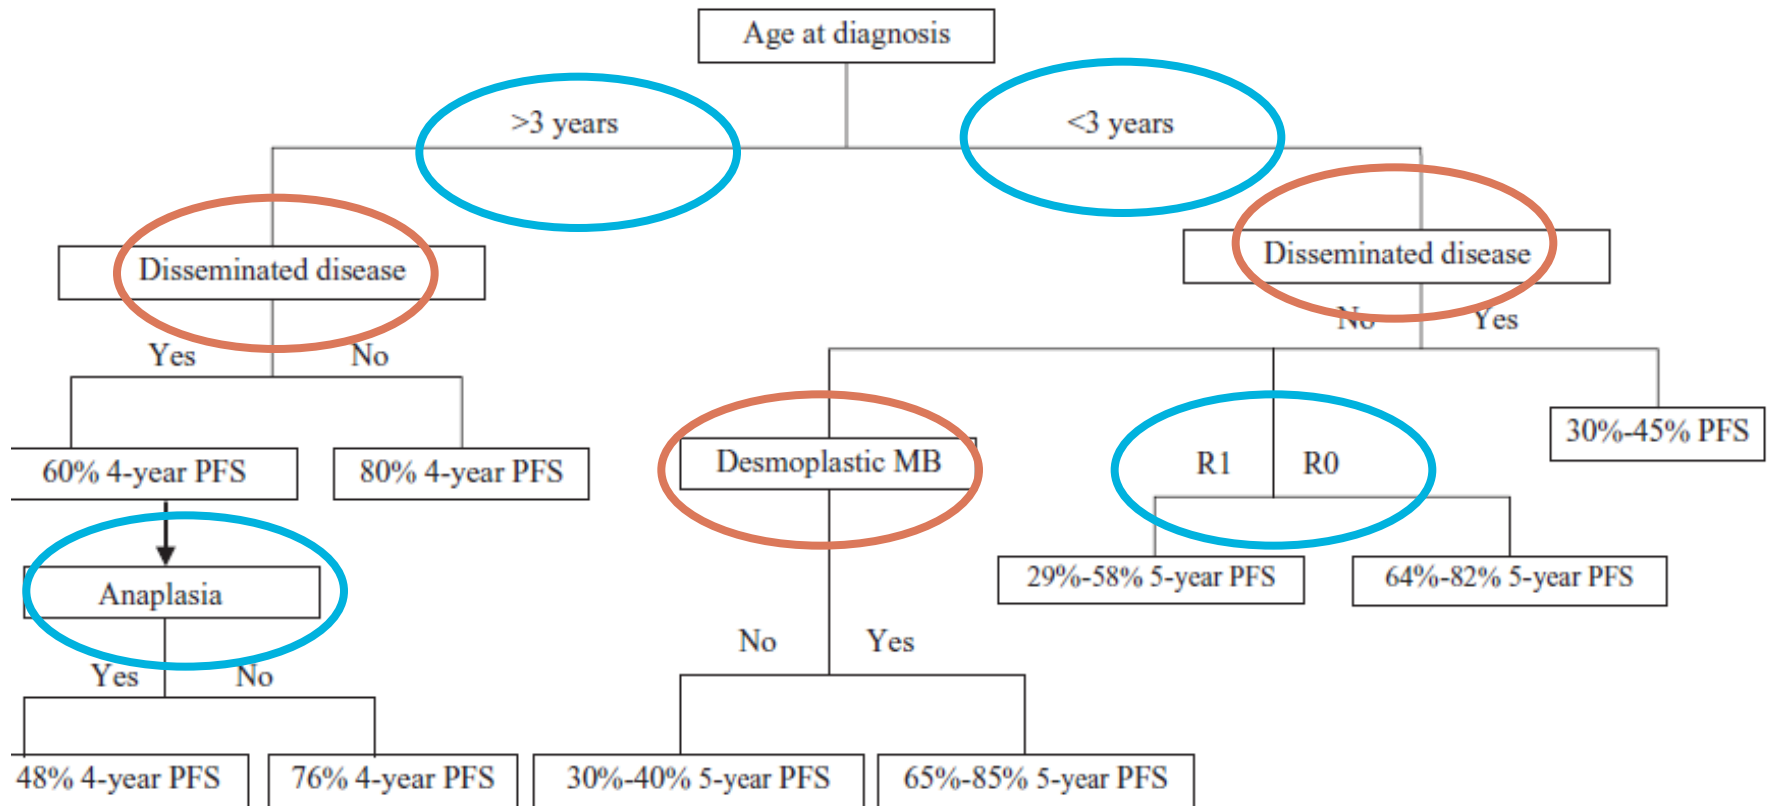 Age at diagnosis
>3 years
<3 years
Disseminated disease
Disseminated disease
No
Yes
Yes
No
30%-45% PFS
Desmoplastic MB
R1
R0
60% 4-year PFS
80% 4-year PFS
29%-58% 5-year PFS
64%-82% 5-year PFS
Anaplasia
No
Yes
Yes
No
48% 4-year PFS
76% 4-year PFS
30%-40% 5-year PFS
65%-85% 5-year PFS